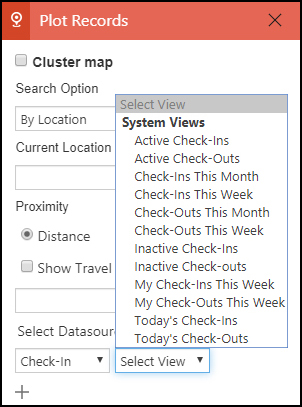 Plot Records
Cluster map
Search Option
By Location
Current Location
Proximity
Distance
Show Travel
Select Datasour
Check-In
Select View
Select View
System Views
Active Check-Ins
Active Check-Outs
Check-Ins This Month
Check-Ins This Week
Check-Outs This Month
Check-Outs This Week
Inactive Check-Ins
Inactive Check-outs
My Check-Ins This Week
My Check-Outs This Week
Today's Check-Ins
Today's Check-Outs